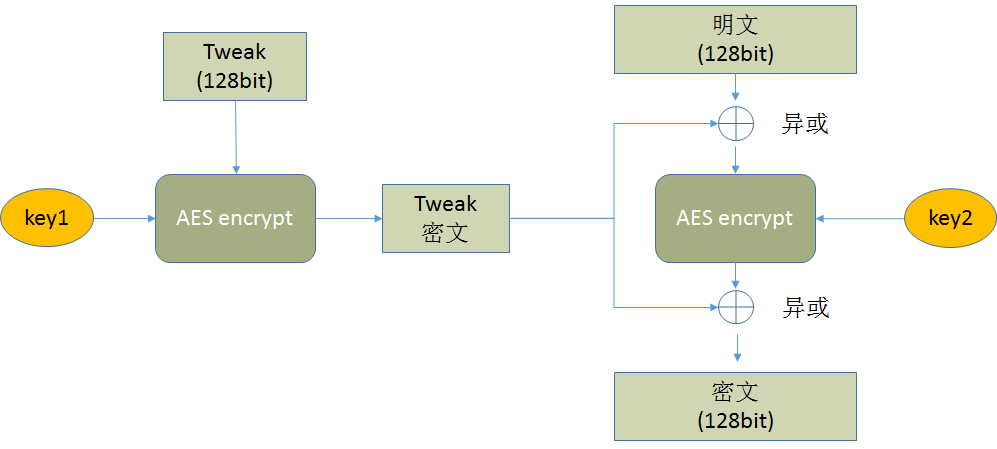 Tweak
(128bit)
key1
AES encrypt
Tweak
密文
明文
(128bit)
异或
AES encrypt
key2
异或
密文
(128bit)